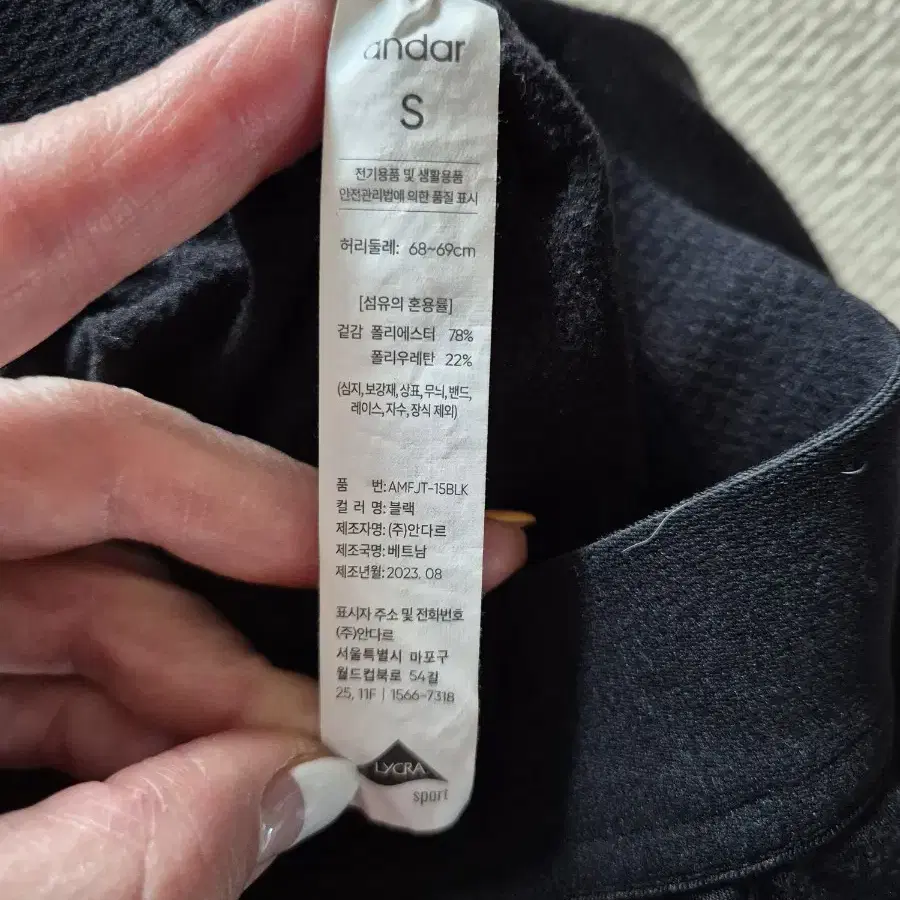 andar
S
전기용품 및 생활용품
안전관리법에 의한 품질 표시
허리둘레: 68~69cm
[섬유의 혼용률]
겉감 폴리에스터 78%
폴리우레탄 22%
(심지,보강재,상표,무늬,밴드,
레이스,자수,장식 제외)
품 번: AMFJT-15BLK
컬 러 명: 블랙
제조자명: (주)안다르
제조국명: 베트남
제조년월: 2023. 08
표시자 주소 및 전화번호
(주)안다르
서울특별시 마포구
월드컵북로 54길
25, 11F | 1566-7318
LYCRA
sport